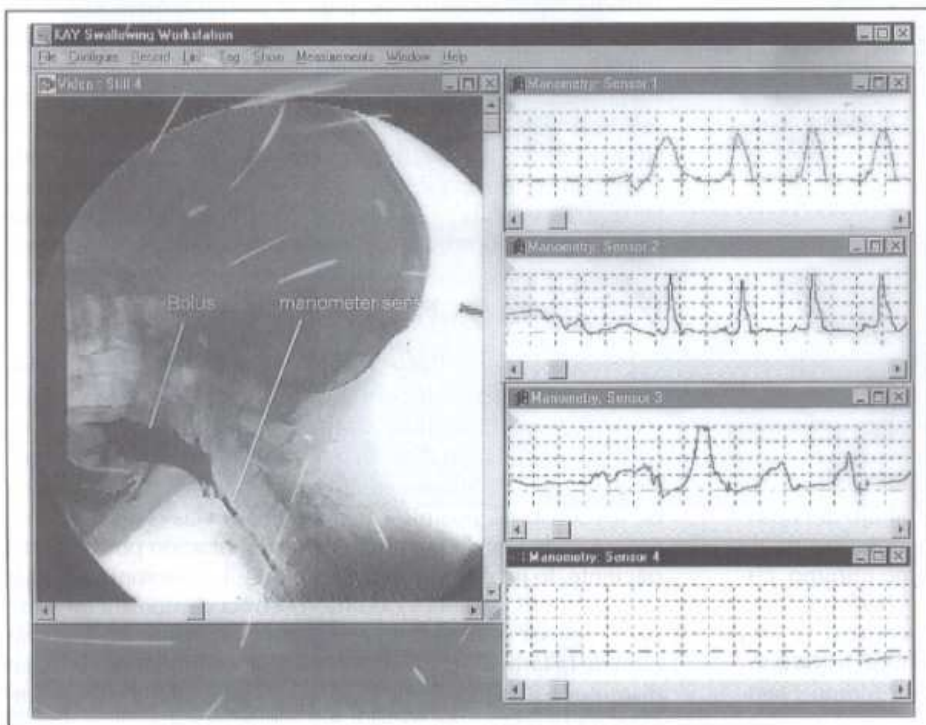 KAY Swallowing Workstation
File Configure Record Link Tag Show Measurements Window Help
Video : Still 4
Bolus
manometer sens
Manometry: Sensor 1
Manometry: Sensor 2
Manometry: Sensor 3
Manometry: Sensor 4